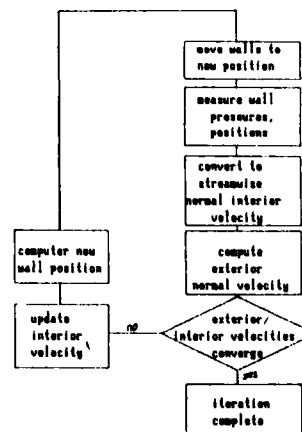 move walls to
new position
measure wall
pressures,
positions
convert to
streamwise
normal interior
velocity
compute
exterior
normal velocity
exterior/
interior velocities
converge
no
yes
iteration
complete
update
interior
velocity
computer new
wall position